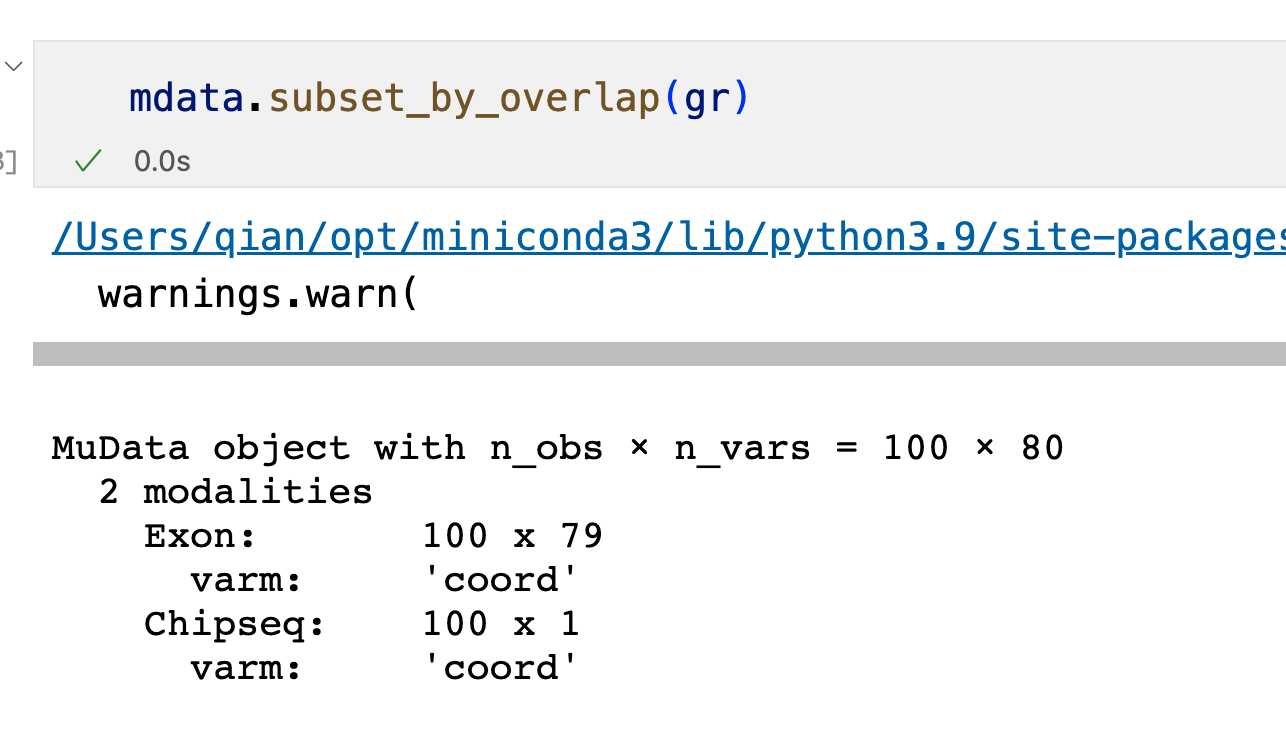 mdata.subset_by_overlap(gr)
3] 0.0s
/Users/qian/opt/miniconda3/lib/python3.9/site-packages
warnings.warn(
MuData object with n_obs × n_vars = 100 × 80
2 modalities
Exon: 100 x 79
varm: 'coord'
Chipseq: 100 x 1
varm: 'coord'